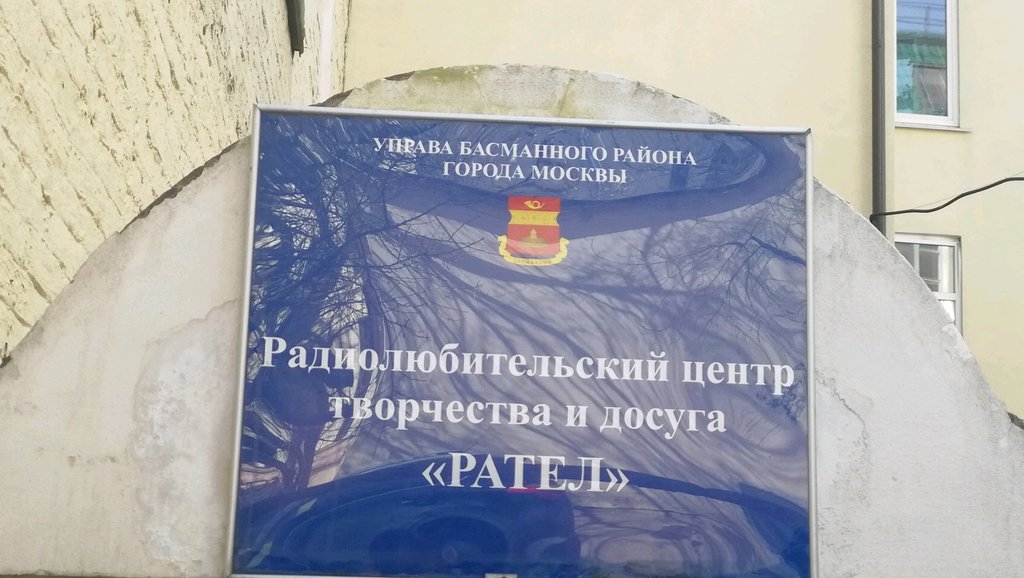 УПРАВА БАСМАННОГО РАЙОНА
ГОРОДА МОСКВЫ
Радиолюбительский центр
творчества и досуга
«РАТЕЛ»